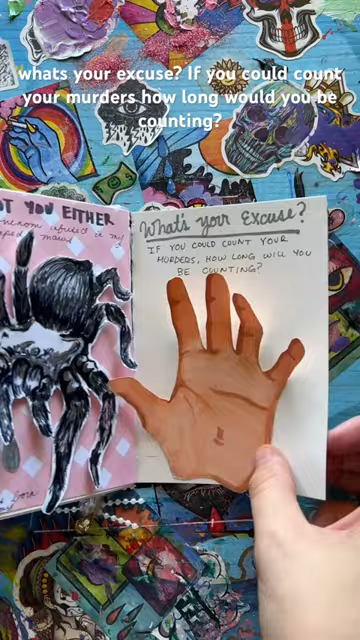 whats your excuse? If you could count
your murders how long would you be
counting?
OT YOU EITHER
What's your Excuse?
IF YOU COULD COUNT YOUR
MURDERS, HOW LONG WILL YOU
BE COUNTING?